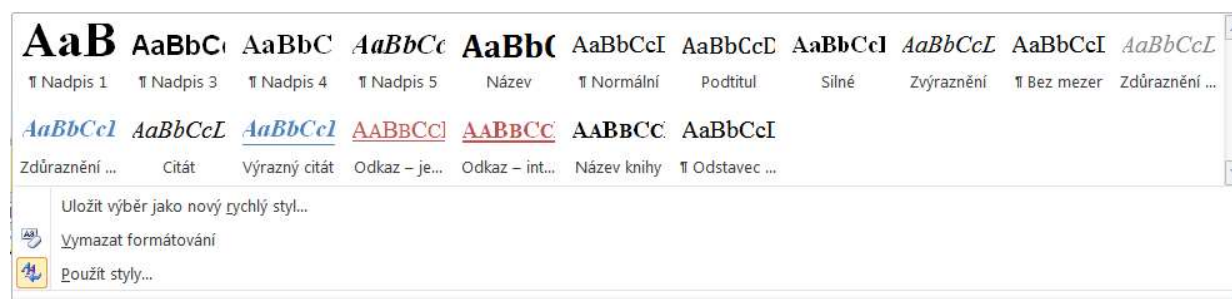 AaB AaBbC AaBbC AaBbCc AaBb( AaBbCcI AaBbCcD AaBbCcI AaBbCcL AaBbCcI AaBbCcL
¶ Nadpis 1 ¶ Nadpis 3 ¶ Nadpis 4 ¶ Nadpis 5 Název ¶ Normální Podtitul Silné Zvýraznění ¶ Bez mezer Zdůraznění ...
AaBbCcI AaBbCcL AaBbCcI AABBCCI AABBCC AABBCC AaBbCcI
Zdůraznění ... Citát Výrazný citát Odkaz – je... Odkaz – int... Název knihy ¶ Odstavec ...
Uložit výběr jako nový rychlý styl...
Vymazat formátování
Použít styly...